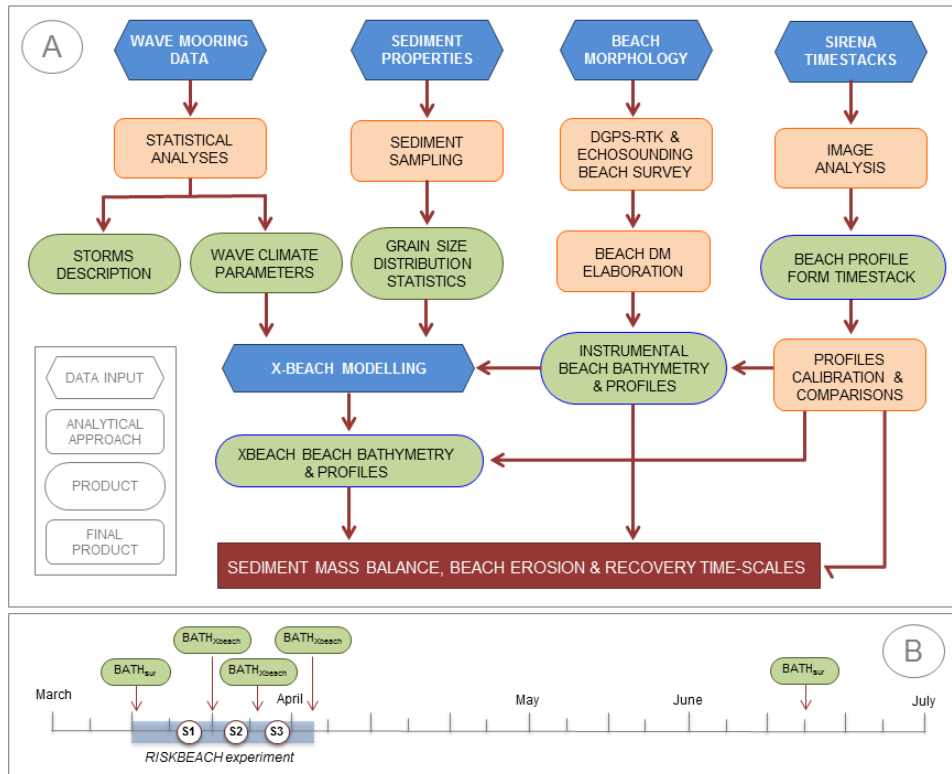 A
WAVE MOORING
DATA
SEDIMENT
PROPERTIES
BEACH
MORPHOLOGY
SIRENA
TIMESTACKS
STATISTICAL
ANALYSES
SEDIMENT
SAMPLING
DGPS-RTK &
ECHOSOUNDING
BEACH SURVEY
IMAGE
ANALYSIS
STORMS
DESCRIPTION
WAVE CLIMATE
PARAMETERS
GRAIN SIZE
DISTRIBUTION
STATISTICS
BEACH DM
ELABORATION
BEACH PROFILE
FORM TIMESTACK
DATA INPUT
ANALYTICAL
APPROACH
PRODUCT
FINAL
PRODUCT
X-BEACH MODELLING
INSTRUMENTAL
BEACH BATHYMETRY
& PROFILES
PROFILES
CALIBRATION &
COMPARISONS
XBEACH BEACH BATHYMETRY
& PROFILES
SEDIMENT MASS BALANCE, BEACH EROSION & RECOVERY TIME-SCALES
B
BATHsur
BATHXbeach
BATHXbeach
BATHXbeach
BATHsur
March
April
May
June
July
S1
S2
S3
RISKBEACH experiment